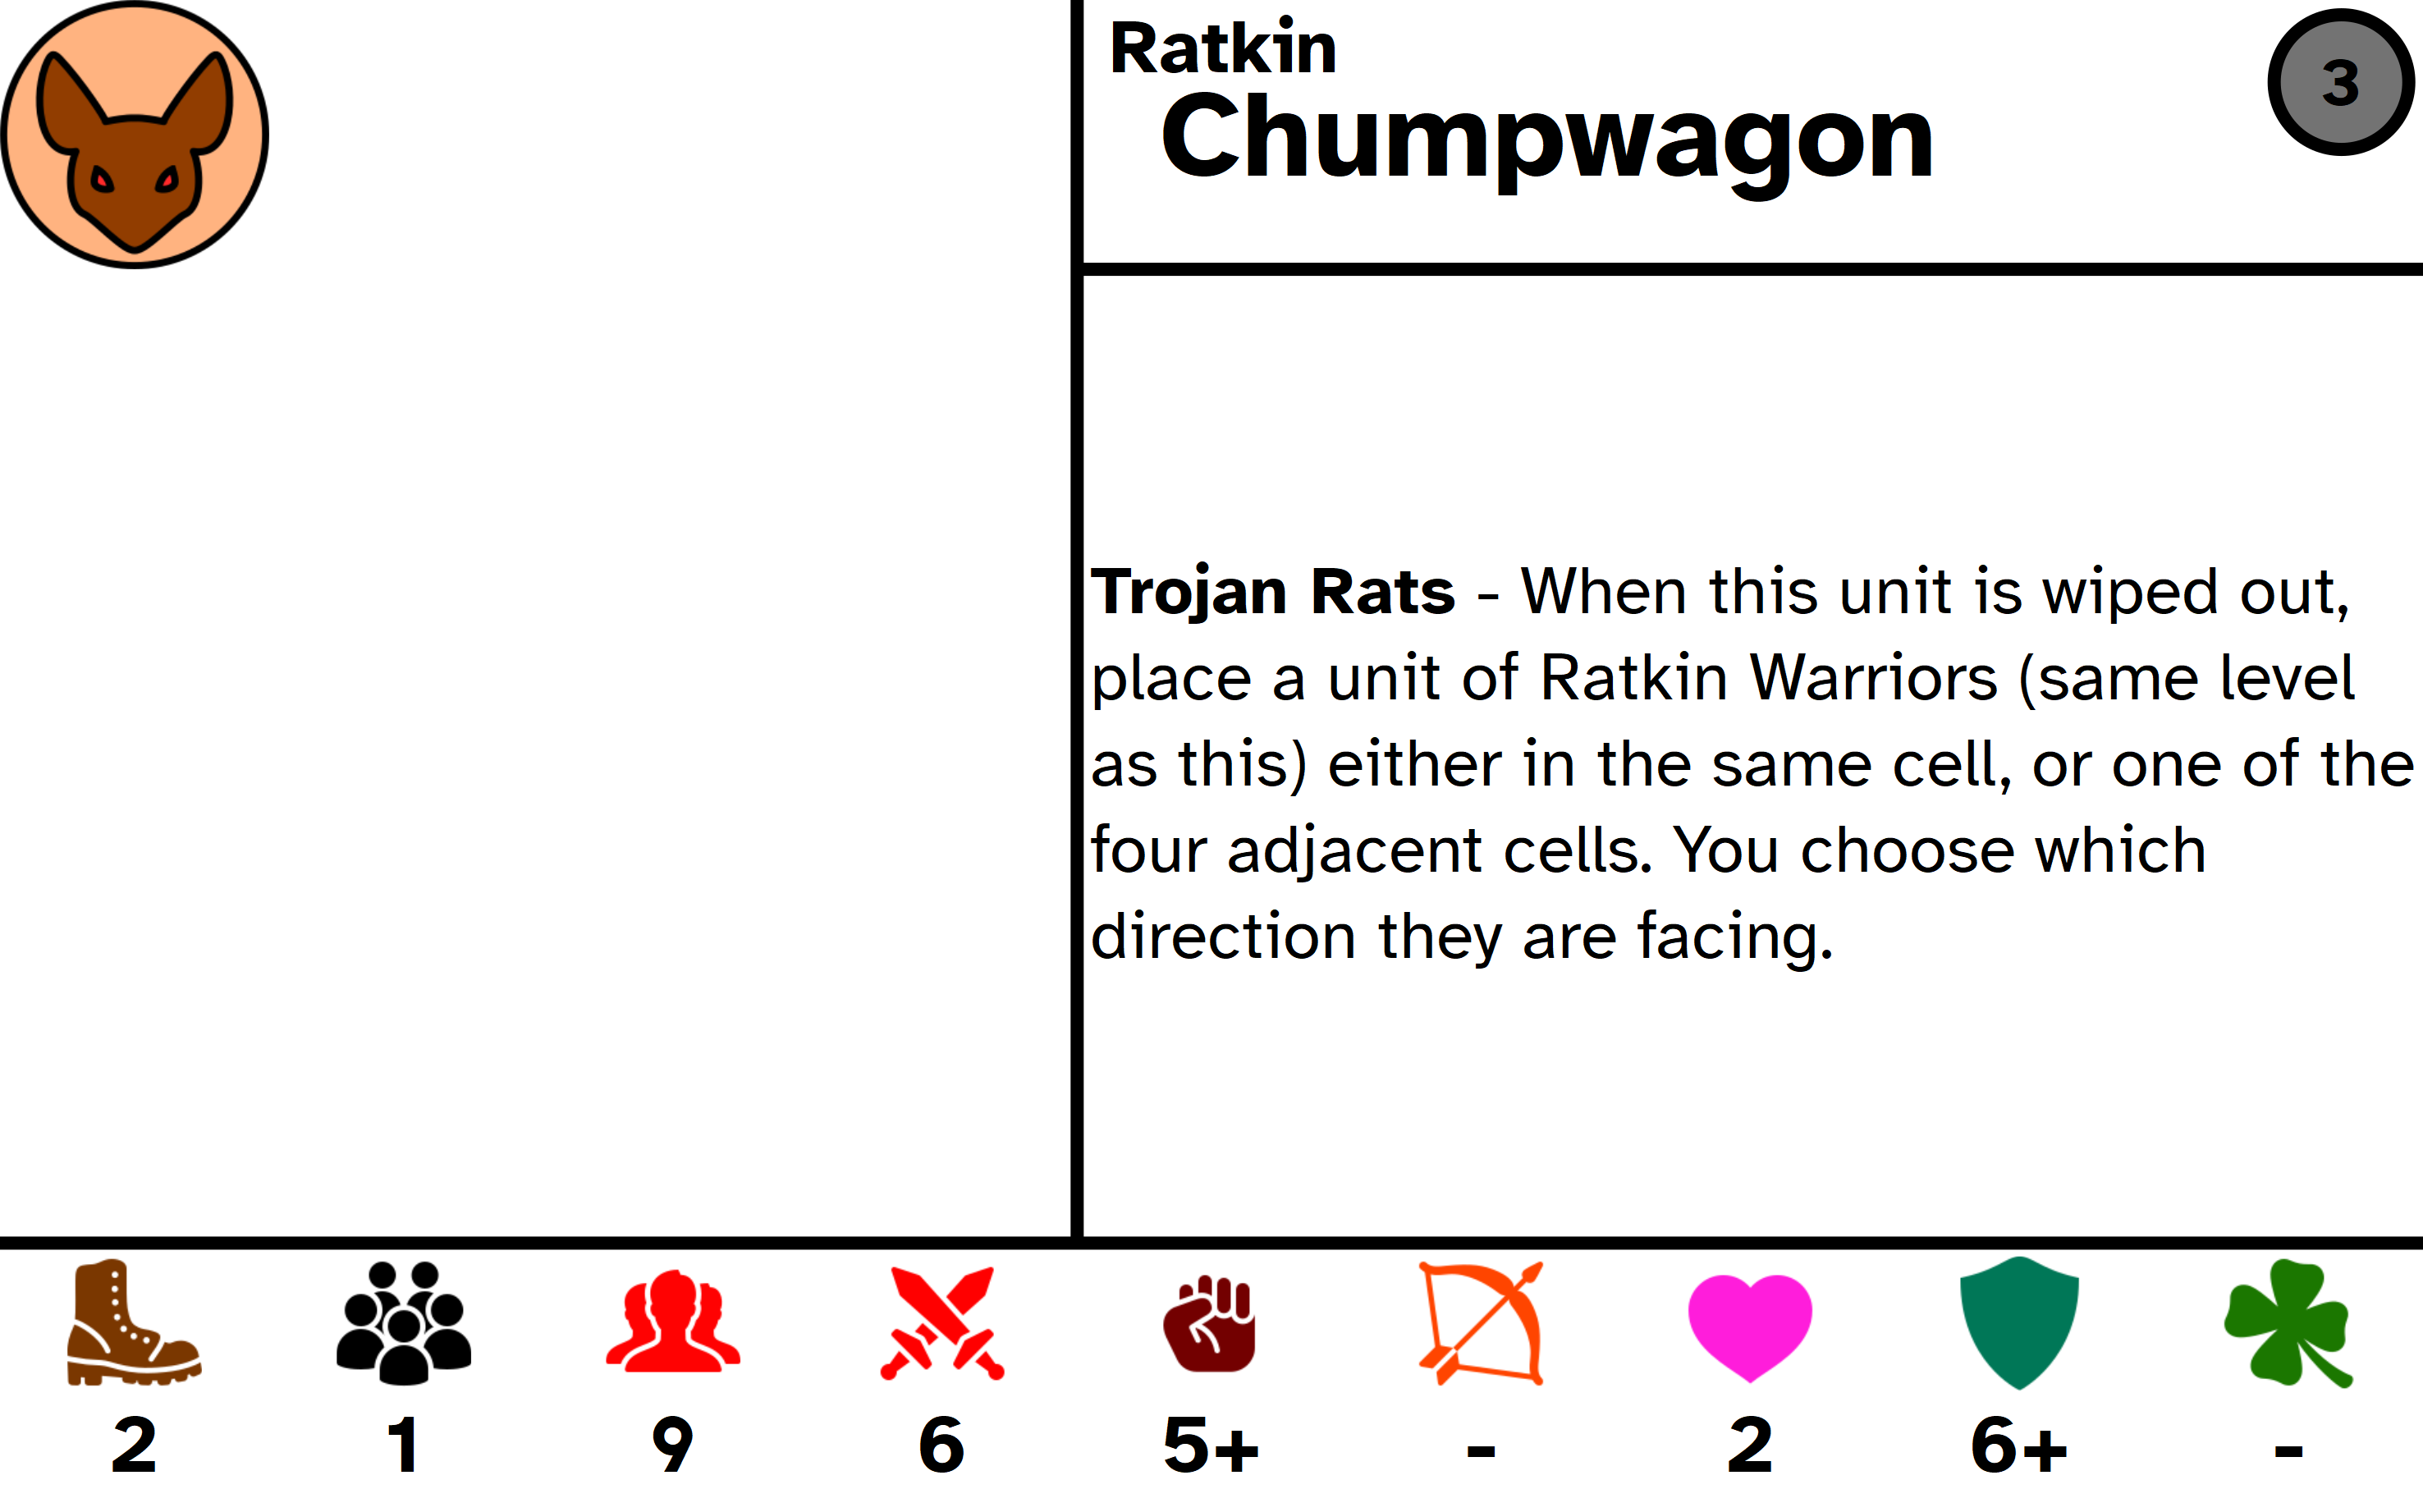 Ratkin
Chumpwagon
3
Trojan Rats - When this unit is wiped out,
place a unit of Ratkin Warriors (same level
as this) either in the same cell, or one of the
four adjacent cells. You choose which
direction they are facing.
2 1 9 6 5+ - 2 6+ -